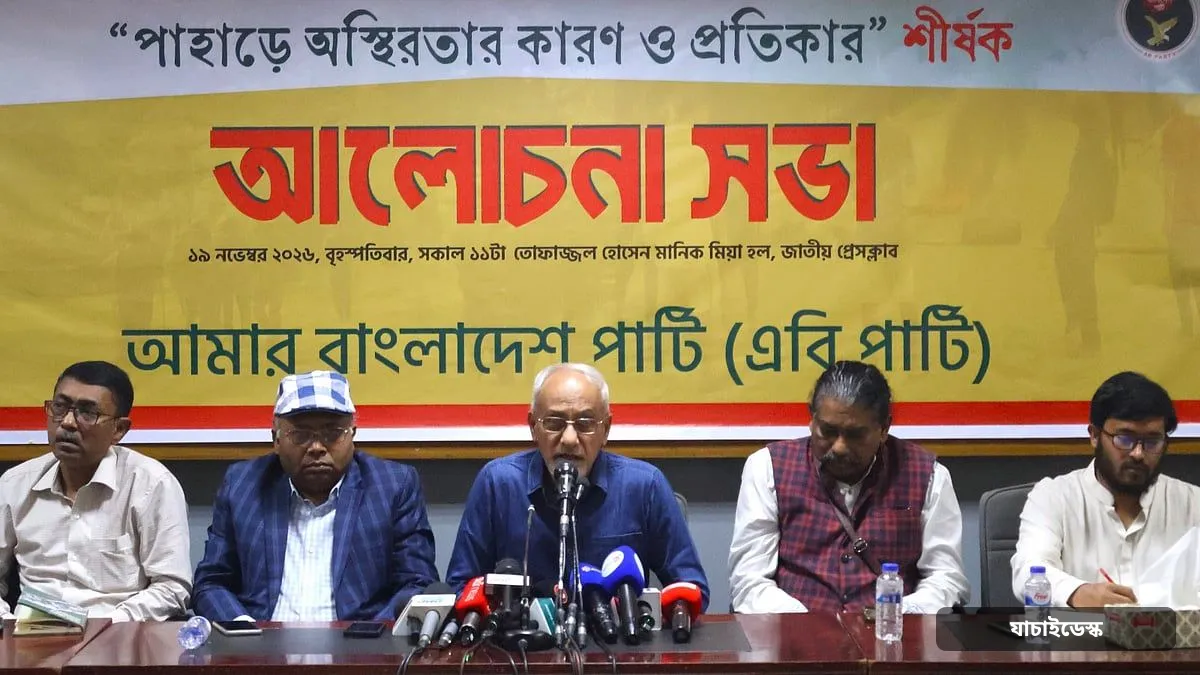 “পাহাড়ে অস্থিরতার কারণ ও প্রতিকার” শীর্ষক
আলোচনা সভা
১৯ নভেম্বর ২০২৬, বৃহস্পতিবার, সকাল ১১টা তোফাজ্জল হোসেন মানিক মিয়া হল, জাতীয় প্রেসক্লাব
আমার বাংলাদেশ পার্টি (এবি পার্টি)
যাচাইডেস্ক